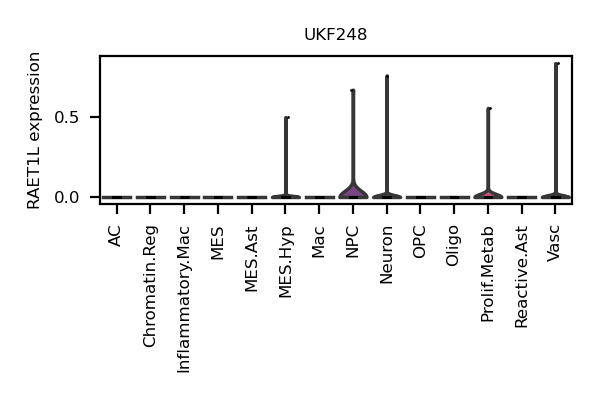 UKF248
RAET1L expression
0.5
0.0
AC
Chromatin.Reg
Inflammatory.Mac
MES
MES.Ast
MES.Hyp
Mac
NPC
Neuron
OPC
Oligo
Prolif.Metab
Reactive.Ast
Vasc